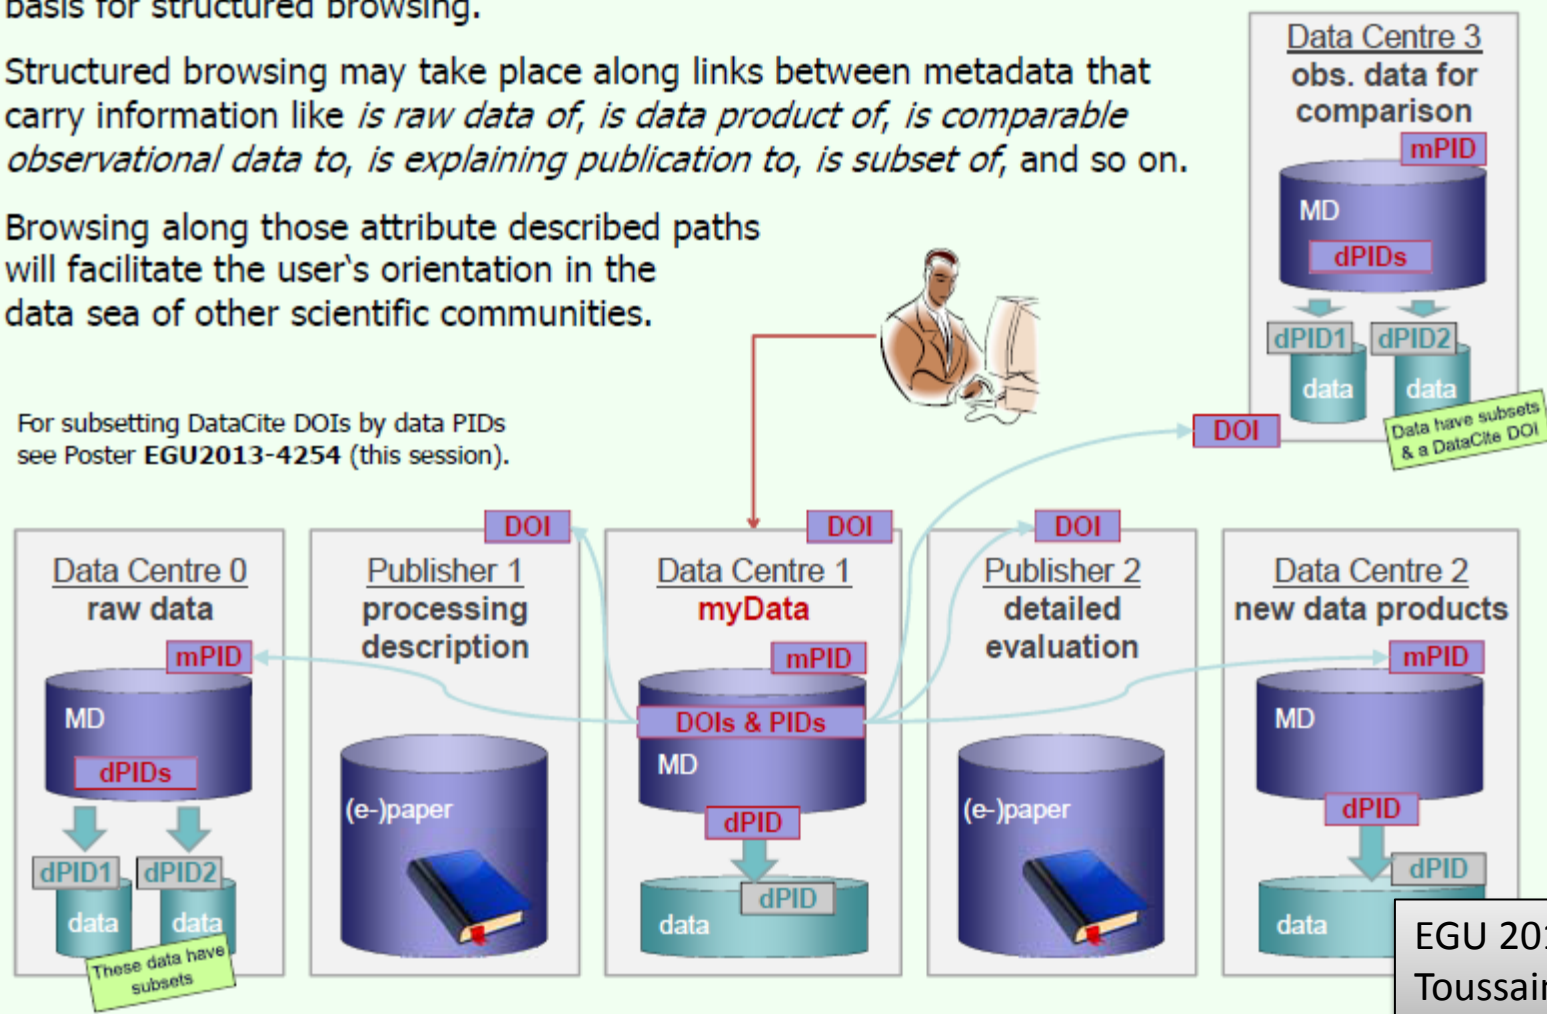 basis for structured browsing.
Structured browsing may take place along links between metadata that
carry information like is raw data of, is data product of, is comparable
observational data to, is explaining publication to, is subset of, and so on.
Browsing along those attribute described paths
will facilitate the user's orientation in the
data sea of other scientific communities.
For subsetting DataCite DOIs by data PIDs
see Poster EGU2013-4254 (this session).
Data Centre 3
obs. data for
comparison
mPID
MD
dPIDs
dPID1 dPID2
data data
DOI
Data have subsets
& a DataCite DOI
Data Centre 0
raw data
mPID
MD
dPIDs
dPID1 dPID2
data data
These data have
subsets
DOI
Publisher 1
processing
description
(e-)paper
DOI
Data Centre 1
myData
mPID
DOIs & PIDs
MD
dPID
dPID
data
DOI
Publisher 2
detailed
evaluation
(e-)paper
Data Centre 2
new data products
mPID
MD
dPID
dPID
data
EGU